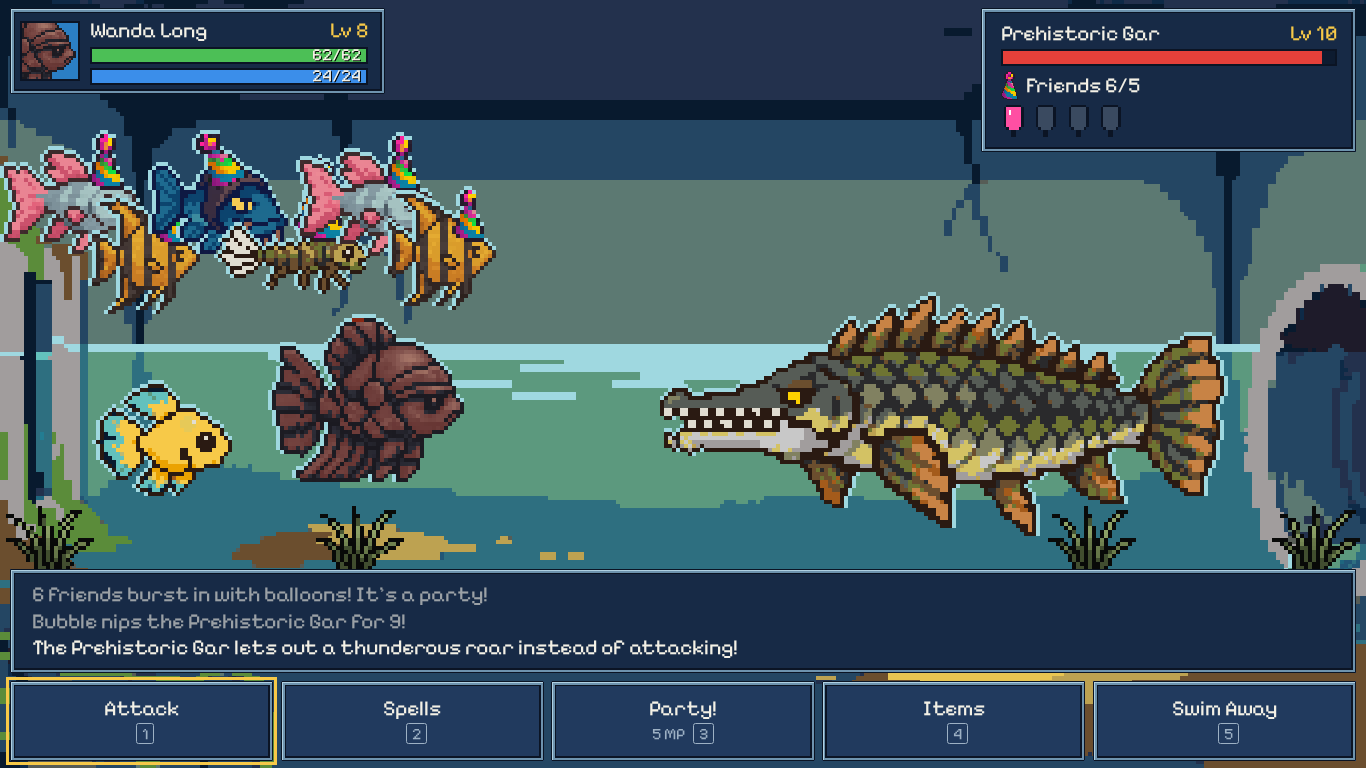 Wanda Long Lv 8
62/62
24/24
Prehistoric Gar Lv 10
Friends 6/5
6 friends burst in with balloons! It's a party!
Bubble nips the Prehistoric Gar for 9!
The Prehistoric Gar lets out a thunderous roar instead of attacking!
Attack
1
Spells
2
Party!
5 MP 3
Items
4
Swim Away
5